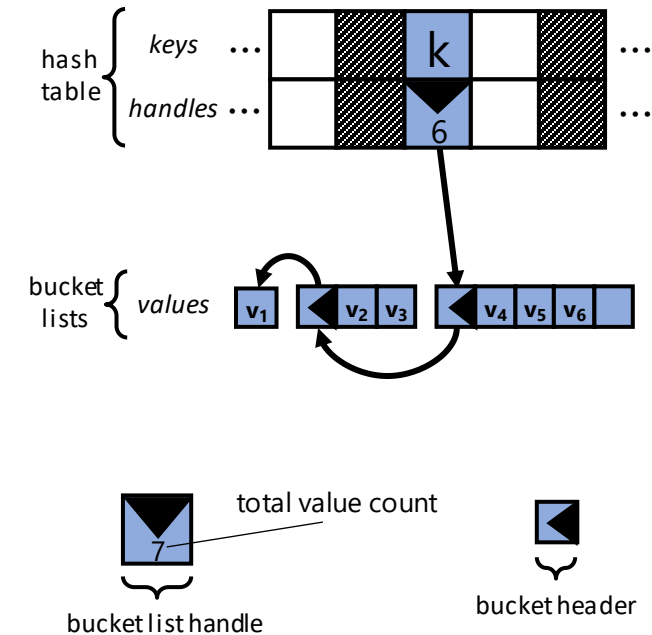 hash
table
keys
... k ...
handles
... 6 ...
bucket
lists
values
v1 v2 v3 v4 v5 v6
total value count
7
bucket list handle
bucket header